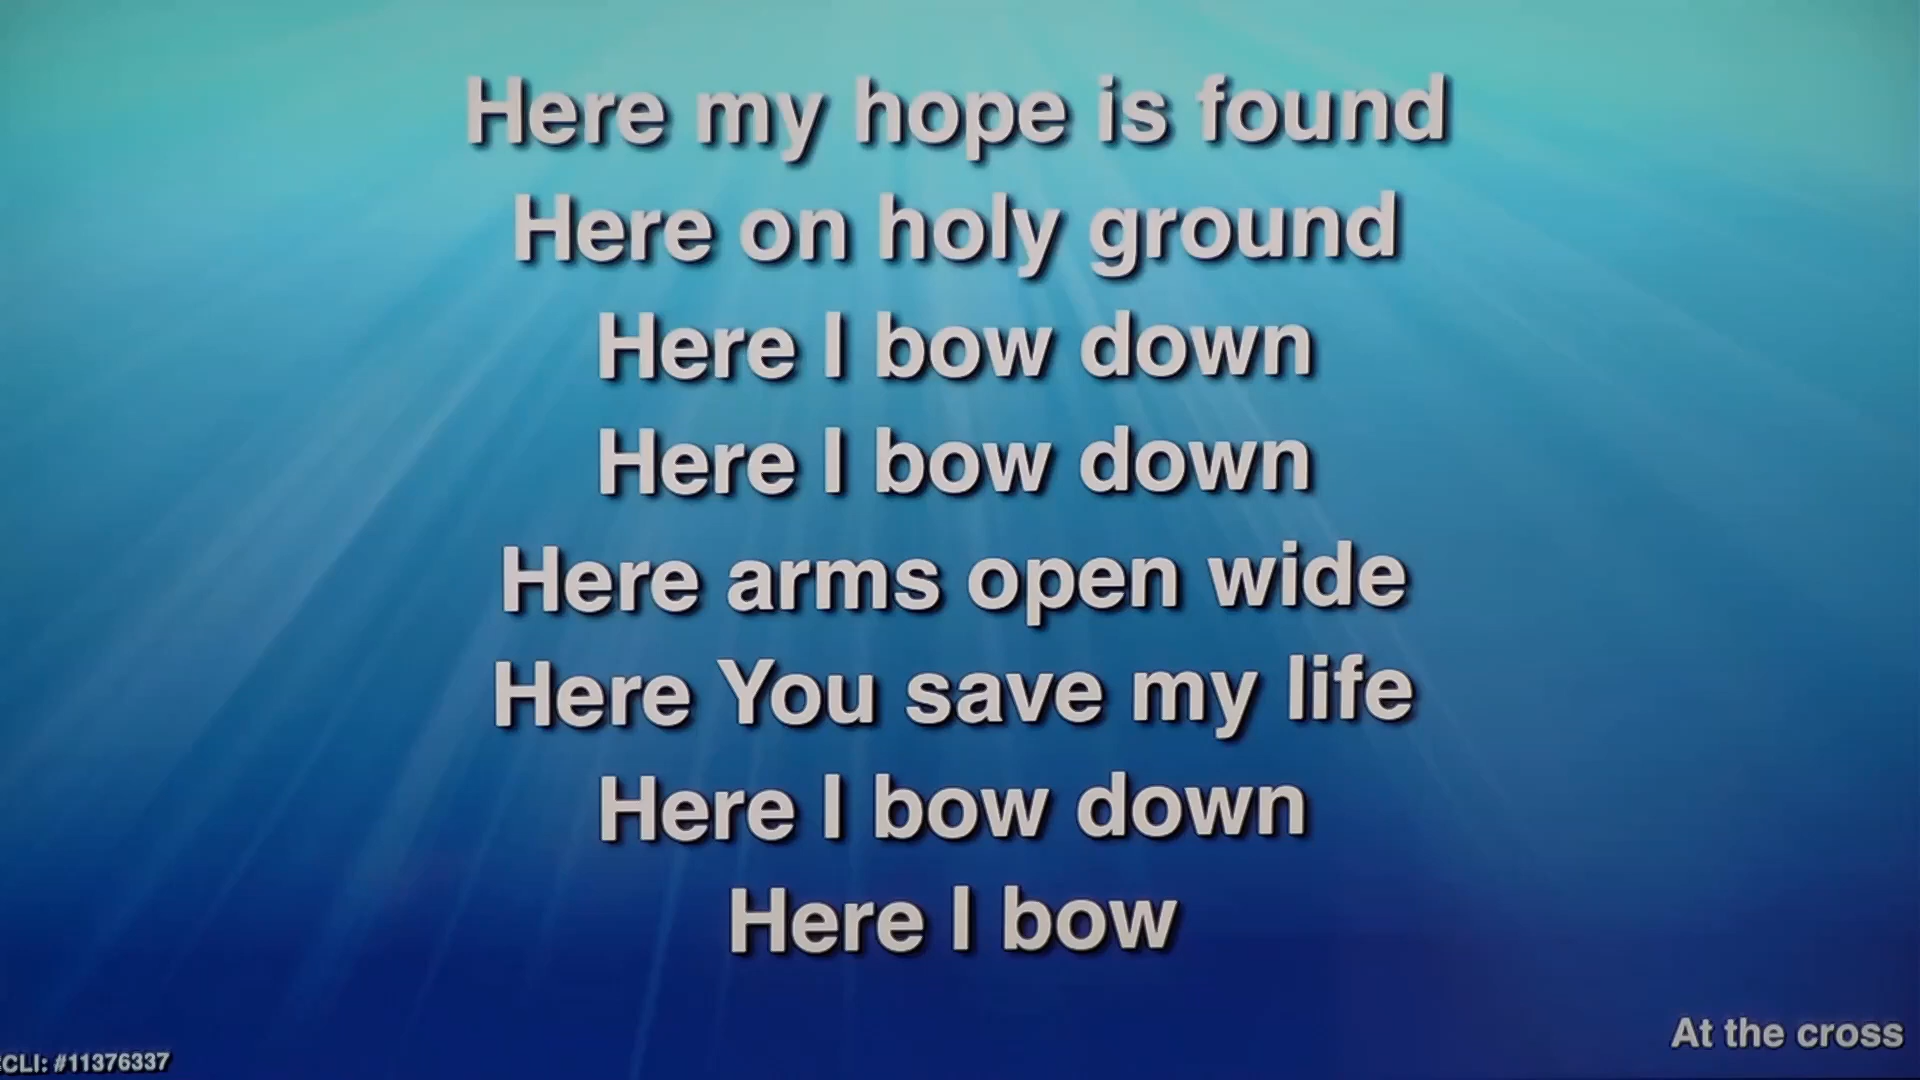 Here my hope is found
Here on holy ground
Here I bow down
Here I bow down
Here arms open wide
Here You save my life
Here I bow down
Here I bow
At the cross
CLI: #11376337